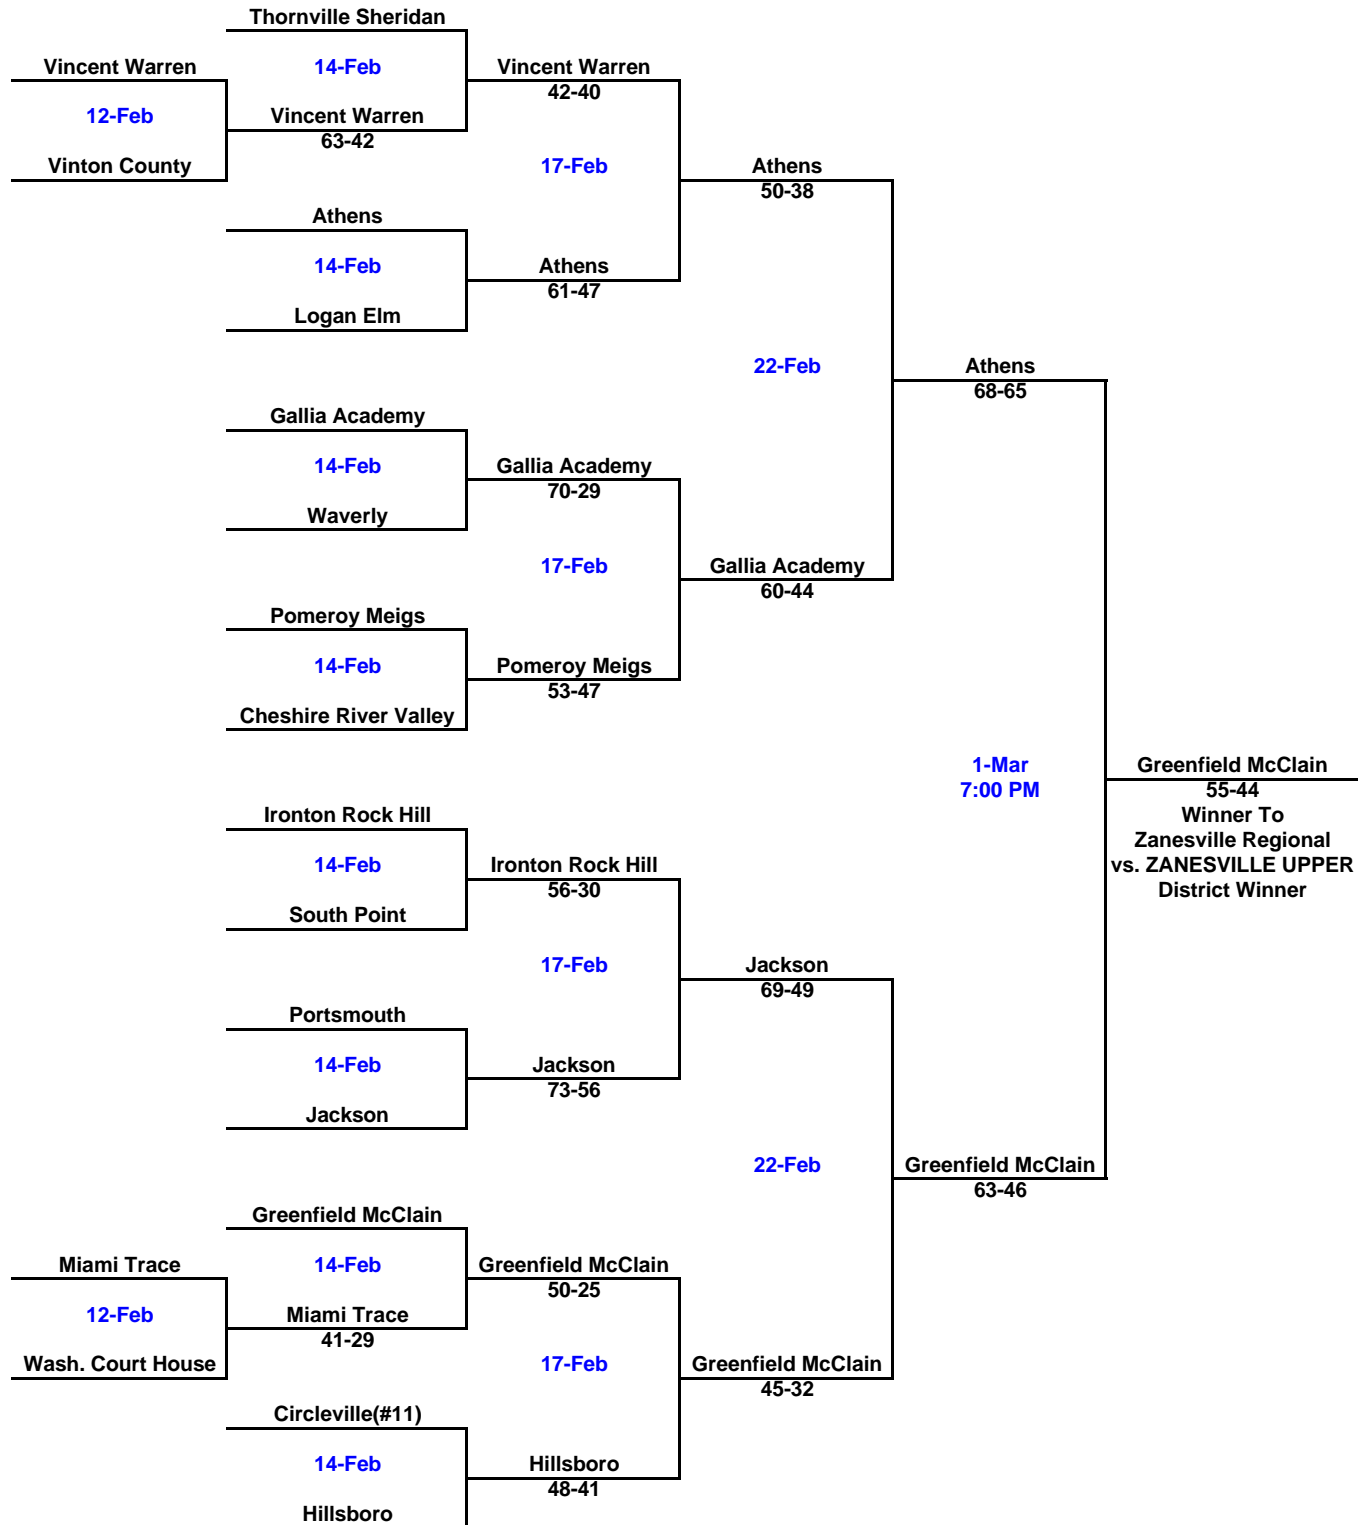 Thornville Sheridan
Vincent Warren
14-Feb
Vincent Warren
42-40
12-Feb
Vincent Warren
63-42
Vinton County
17-Feb
Athens
50-38
Athens
14-Feb
Athens
61-47
Logan Elm
22-Feb
Athens
68-65
Gallia Academy
14-Feb
Gallia Academy
70-29
Waverly
17-Feb
Gallia Academy
60-44
Pomeroy Meigs
14-Feb
Pomeroy Meigs
53-47
Cheshire River Valley
1-Mar
7:00 PM
Greenfield McClain
55-44
Winner To
Zanesville Regional
vs. ZANESVILLE UPPER
District Winner
Ironton Rock Hill
14-Feb
Ironton Rock Hill
56-30
South Point
17-Feb
Jackson
69-49
Portsmouth
14-Feb
Jackson
73-56
Jackson
22-Feb
Greenfield McClain
63-46
Greenfield McClain
Miami Trace
14-Feb
Greenfield McClain
50-25
12-Feb
Miami Trace
41-29
Wash. Court House
17-Feb
Greenfield McClain
45-32
Circleville(#11)
14-Feb
Hillsboro
48-41
Hillsboro